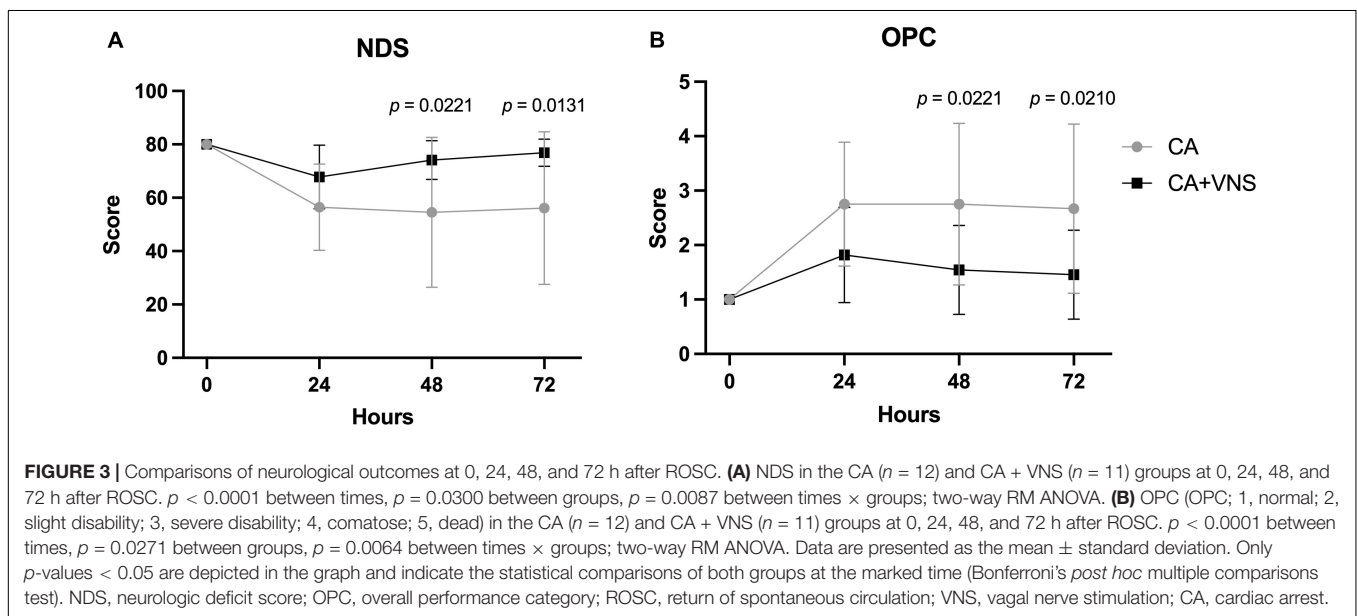 A
NDS
100
80
60
40
20
0
Score
p = 0.0221
p = 0.0131
0
24
48
72
Hours
B
OPC
5
4
3
2
1
0
Score
p = 0.0221
p = 0.0210
0
24
48
72
Hours
CA
CA+VNS
FIGURE 3 | Comparisons of neurological outcomes at 0, 24, 48, and 72 h after ROSC. (A) NDS in the CA (n = 12) and CA + VNS (n = 11) groups at 0, 24, 48, and
72 h after ROSC. p < 0.0001 between times, p = 0.0300 between groups, p = 0.0087 between times × groups; two-way RM ANOVA. (B) OPC (OPC; 1, normal; 2,
slight disability; 3, severe disability; 4, comatose; 5, dead) in the CA (n = 12) and CA + VNS (n = 11) groups at 0, 24, 48, and 72 h after ROSC. p < 0.0001 between
times, p = 0.0271 between groups, p = 0.0064 between times × groups; two-way RM ANOVA. Data are presented as the mean ± standard deviation. Only
p-values < 0.05 are depicted in the graph and indicate the statistical comparisons of both groups at the marked time (Bonferroni's post hoc multiple comparisons
test). NDS, neurologic deficit score; OPC, overall performance category; ROSC, return of spontaneous circulation; VNS, vagal nerve stimulation; CA, cardiac arrest.